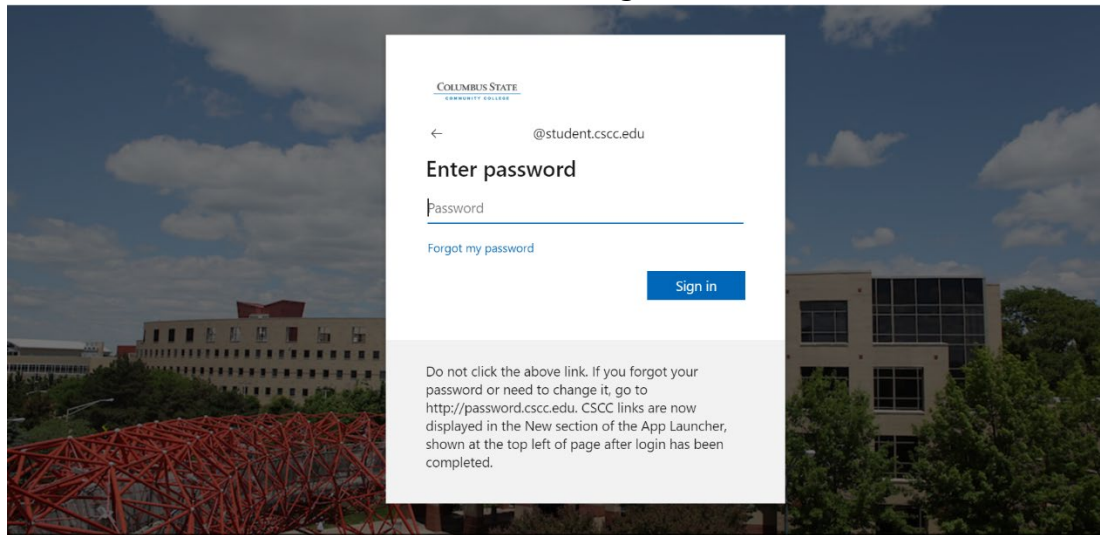 COLUMBUS STATE
COMMUNITY COLLEGE
← @student.cscc.edu
Enter password
Password
Forgot my password
Sign in
Do not click the above link. If you forgot your
password or need to change it, go to
http://password.cscc.edu. CSCC links are now
displayed in the New section of the App Launcher,
shown at the top left of page after login has been
completed.